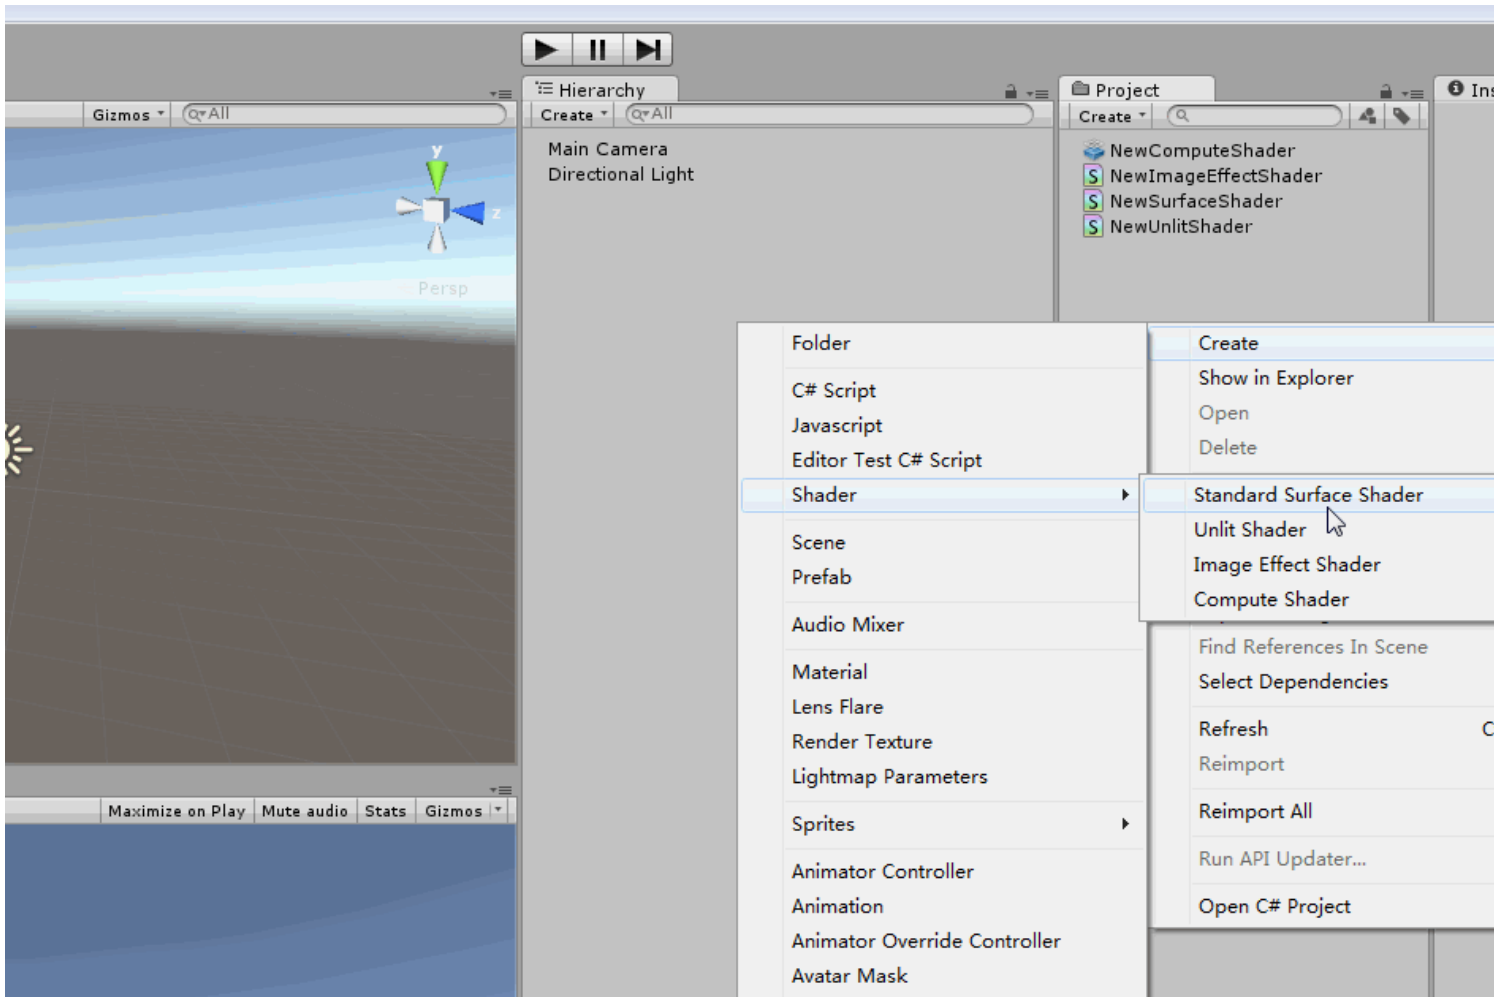 Hierarchy
Project
Ins
Gizmos
All
Create
All
Create
y
z
Persp
Main Camera
Directional Light
NewComputeShader
NewImageEffectShader
NewSurfaceShader
NewUnlitShader
Folder
C# Script
Javascript
Editor Test C# Script
Shader
Scene
Prefab
Audio Mixer
Material
Lens Flare
Render Texture
Lightmap Parameters
Sprites
Animator Controller
Animation
Animator Override Controller
Avatar Mask
Create
Show in Explorer
Open
Delete
Standard Surface Shader
Unlit Shader
Image Effect Shader
Compute Shader
Find References In Scene
Select Dependencies
Refresh C
Reimport
Reimport All
Run API Updater...
Open C# Project
Maximize on Play
Mute audio
Stats
Gizmos